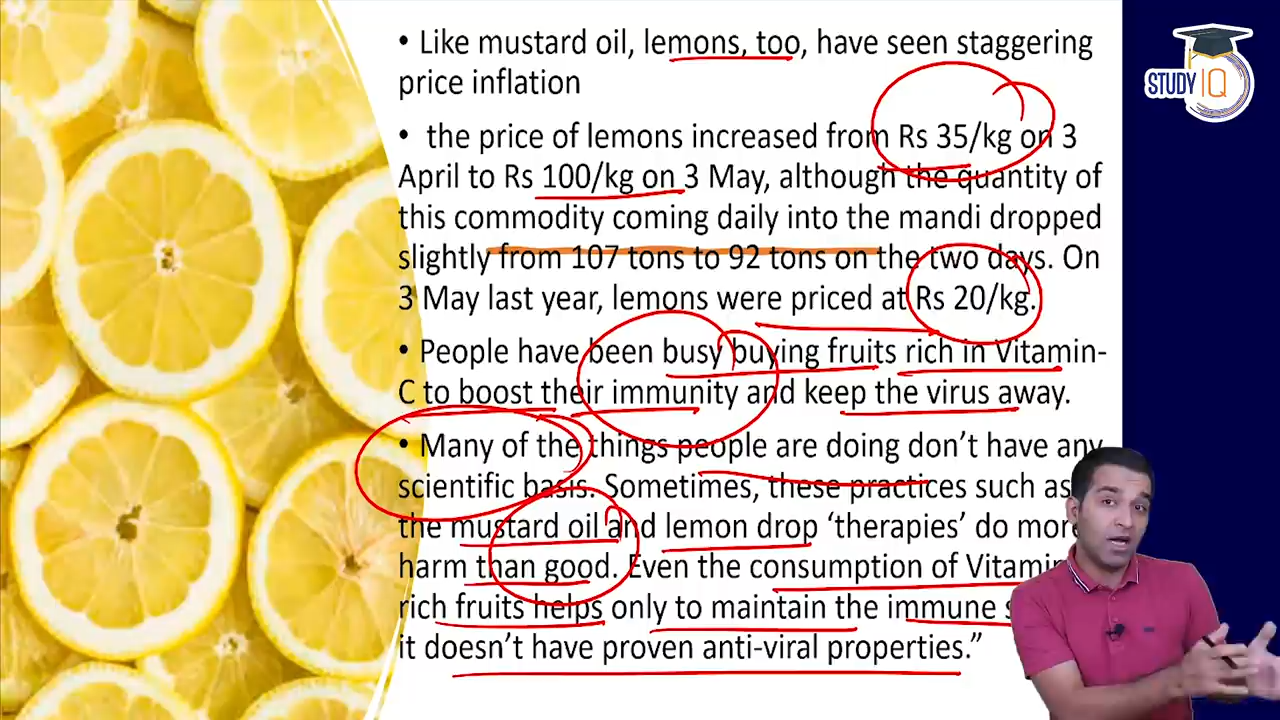 • Like mustard oil, lemons, too, have seen staggering
price inflation
• the price of lemons increased from Rs 35/kg on 3
April to Rs 100/kg on 3 May, although the quantity of
this commodity coming daily into the mandi dropped
slightly from 107 tons to 92 tons on the two days. On
3 May last year, lemons were priced at Rs 20/kg.
• People have been busy buying fruits rich in Vitamin-
C to boost their immunity and keep the virus away.
• Many of the things people are doing don’t have any
scientific basis. Sometimes, these practices such as
the mustard oil and lemon drop ‘therapies’ do more
harm than good. Even the consumption of Vitamin
rich fruits helps only to maintain the immune
it doesn’t have proven anti-viral properties.”
STUDY IQ